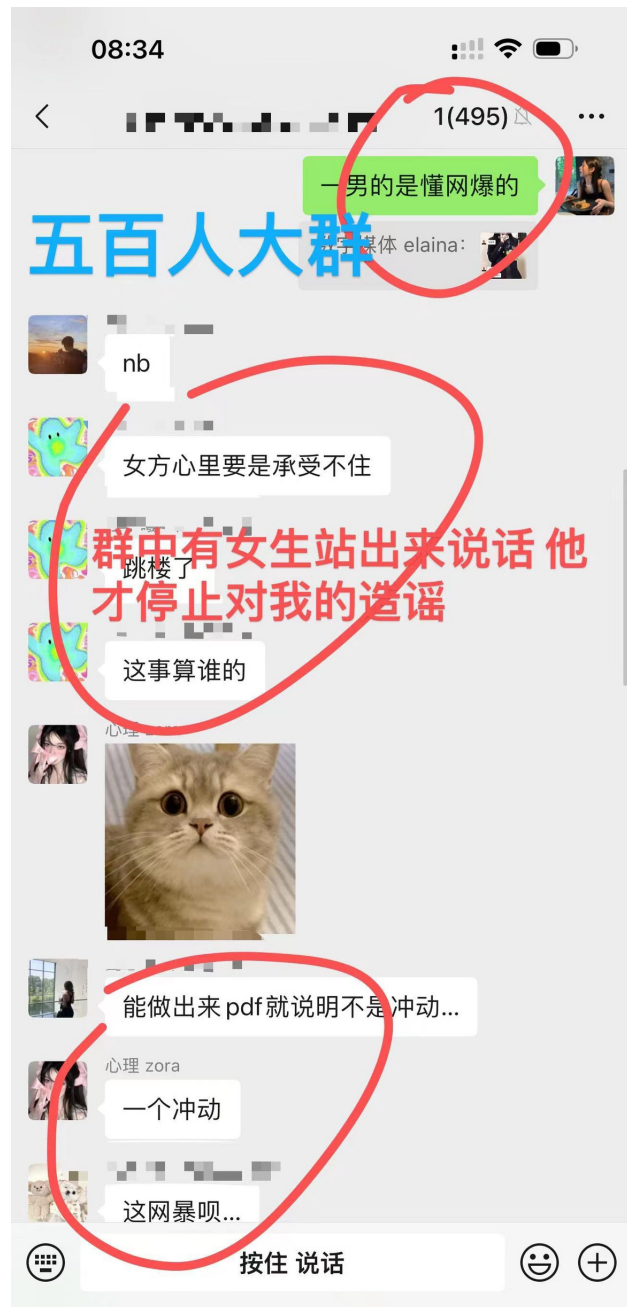 08:34
1(495)
一男的是懂网爆的
五百人大群
媒体 elaina:
nb
女方心里要是承受不住
群中有女生站出来说话 他
跳楼了
才停止对我的造谣
这事算谁的
心理 zora
能做出来pdf就说明不是冲动...
心理 zora
一个冲动
这网暴呗...
按住 说话